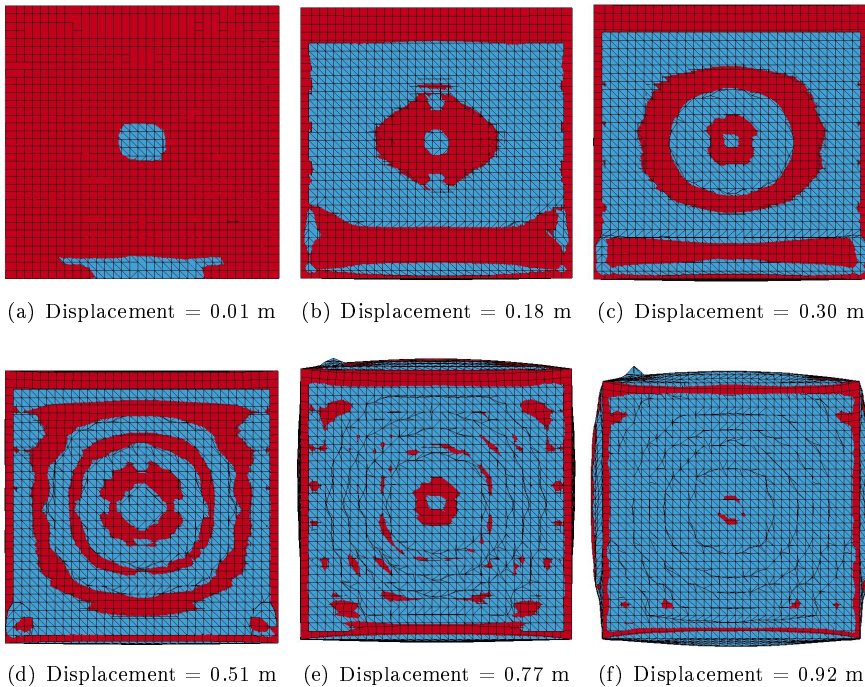 (a) Displacement = 0.01 m
(b) Displacement = 0.18 m
(c) Displacement = 0.30 m
(d) Displacement = 0.51 m
(e) Displacement = 0.77 m
(f) Displacement = 0.92 m